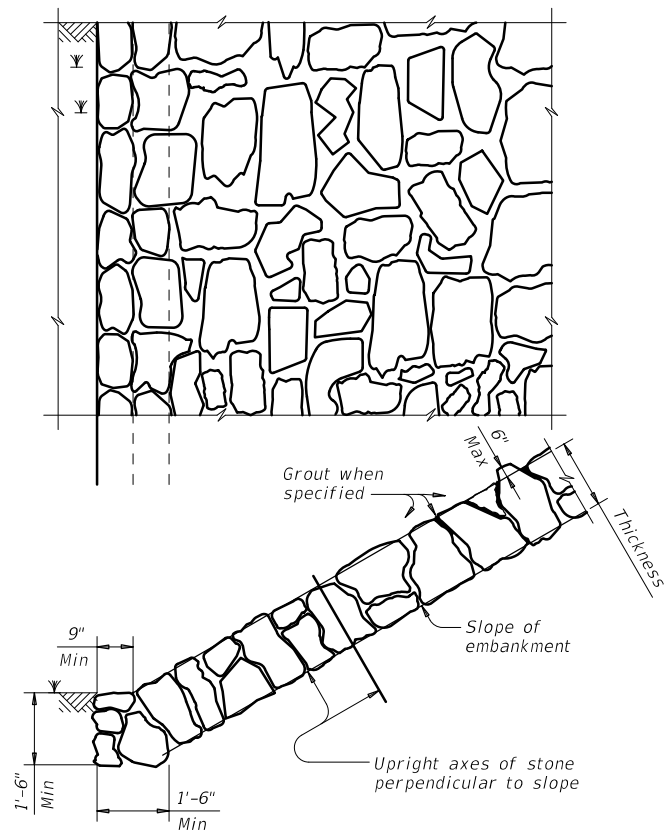 6"
Max
Grout when
specified
Thickness
9"
Min
Slope of
embankment
1'-6"
Min
Upright axes of stone
perpendicular to slope
1'-6"
Min